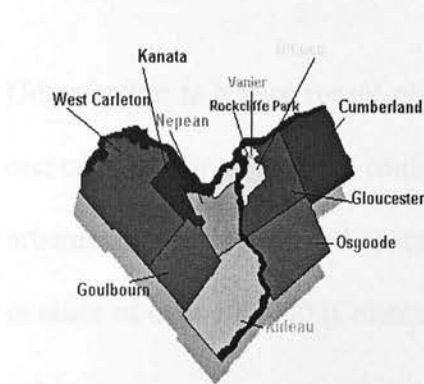 Kanata
Vanier
West Carleton
Rockcliffe Park
Cumberland
Nepean
Gloucester
Osgoode
Goulbourn
Rideau